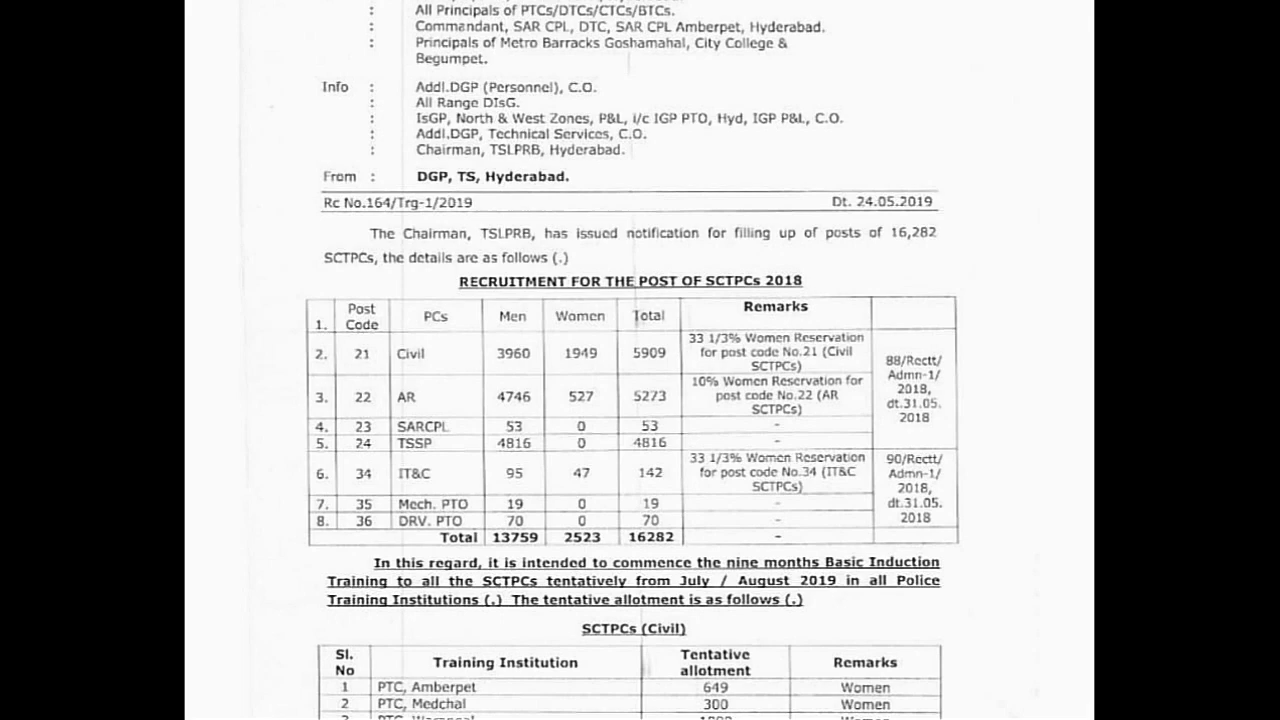 : All Principals of PTCs/DTCs/CTCs/BTCs.
: Commandant, SAR CPL, DTC, SAR CPL Amberpet, Hyderabad.
: Principals of Metro Barracks Goshamahal, City College &
Begumpet.
Info : Addl.DGP (Personnel), C.O.
: All Range DIsG.
: IsGP, North & West Zones, P&L, i/c IGP PTO, Hyd, IGP P&L, C.O.
: Addl.DGP, Technical Services, C.O.
: Chairman, TSLPRB, Hyderabad.
From : DGP, TS, Hyderabad.
Rc No.164/Trg-1/2019 Dt. 24.05.2019
The Chairman, TSLPRB, has issued notification for filling up of posts of 16,282
SCTPCs, the details are as follows (.)
RECRUITMENT FOR THE POST OF SCTPCs 2018
1. Post Code PCs Men Women Total Remarks
2. 21 Civil 3960 1949 5909 33 1/3% Women Reservation for post code No.21 (Civil SCTPCs) 88/Rectt/ Admn-1/ 2018, dt.31.05. 2018
3. 22 AR 4746 527 5273 10% Women Reservation for post code No.22 (AR SCTPCs)
4. 23 SARCPL 53 0 53 -
5. 24 TSSP 4816 0 4816 -
6. 34 IT&C 95 47 142 33 1/3% Women Reservation for post code No.34 (IT&C SCTPCs) 90/Rectt/ Admn-1/ 2018, dt.31.05. 2018
7. 35 Mech. PTO 19 0 19 -
8. 36 DRV. PTO 70 0 70 -
Total 13759 2523 16282 -
In this regard, it is intended to commence the nine months Basic Induction
Training to all the SCTPCs tentatively from July / August 2019 in all Police
Training Institutions (.) The tentative allotment is as follows (.)
SCTPCs (Civil)
Sl. No Training Institution Tentative allotment Remarks
1 PTC, Amberpet 649 Women
2 PTC, Medchal 300 Women